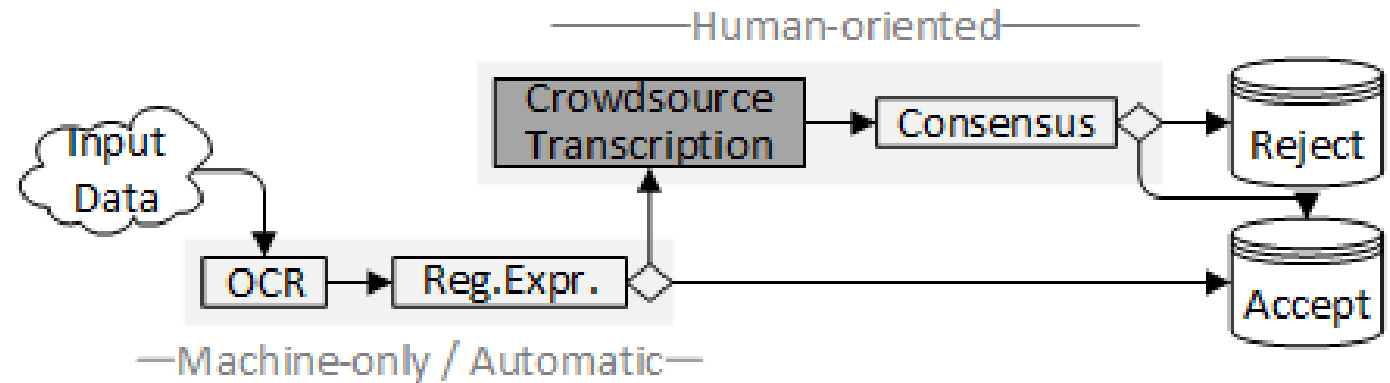 Human-oriented
Crowdsource
Transcription
Consensus
Reject
Input
Data
OCR
Reg.Expr.
Accept
Machine-only / Automatic